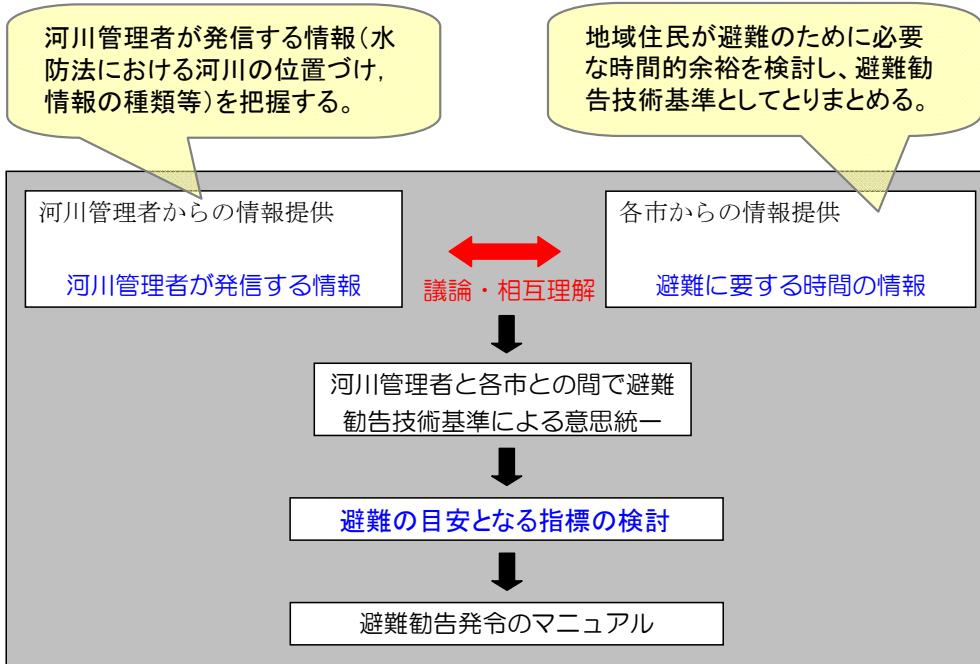 河川管理者が発信する情報（水
防法における河川の位置づけ，
情報の種類等）を把握する。
地域住民が避難のために必要
な時間的余裕を検討し、避難勧
告技術基準としてとりまとめる。
河川管理者からの情報提供
河川管理者が発信する情報
議論・相互理解
各市からの情報提供
避難に要する時間の情報
河川管理者と各市との間で避難
勧告技術基準による意思統一
避難の目安となる指標の検討
避難勧告発令のマニュアル